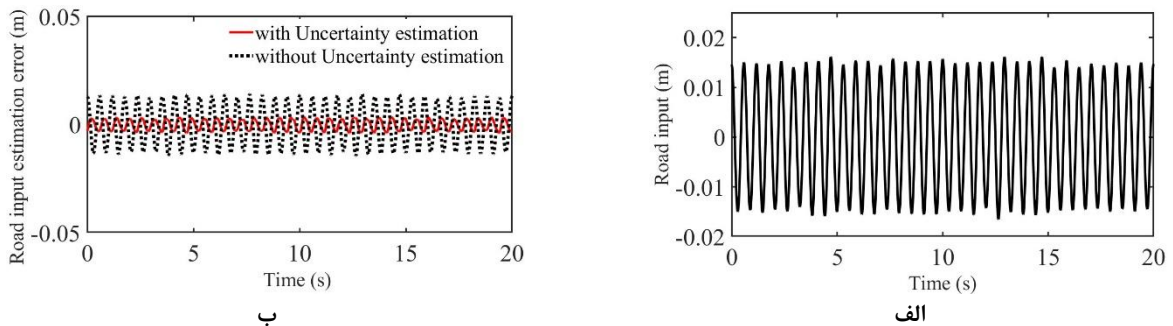 0.05
0
-0.05
Road input estimation error (m)
with Uncertainty estimation
without Uncertainty estimation
0 5 10 15 20
Time (s)
ب
0.02
0.01
0
-0.01
-0.02
Road input (m)
0 5 10 15 20
Time (s)
الف